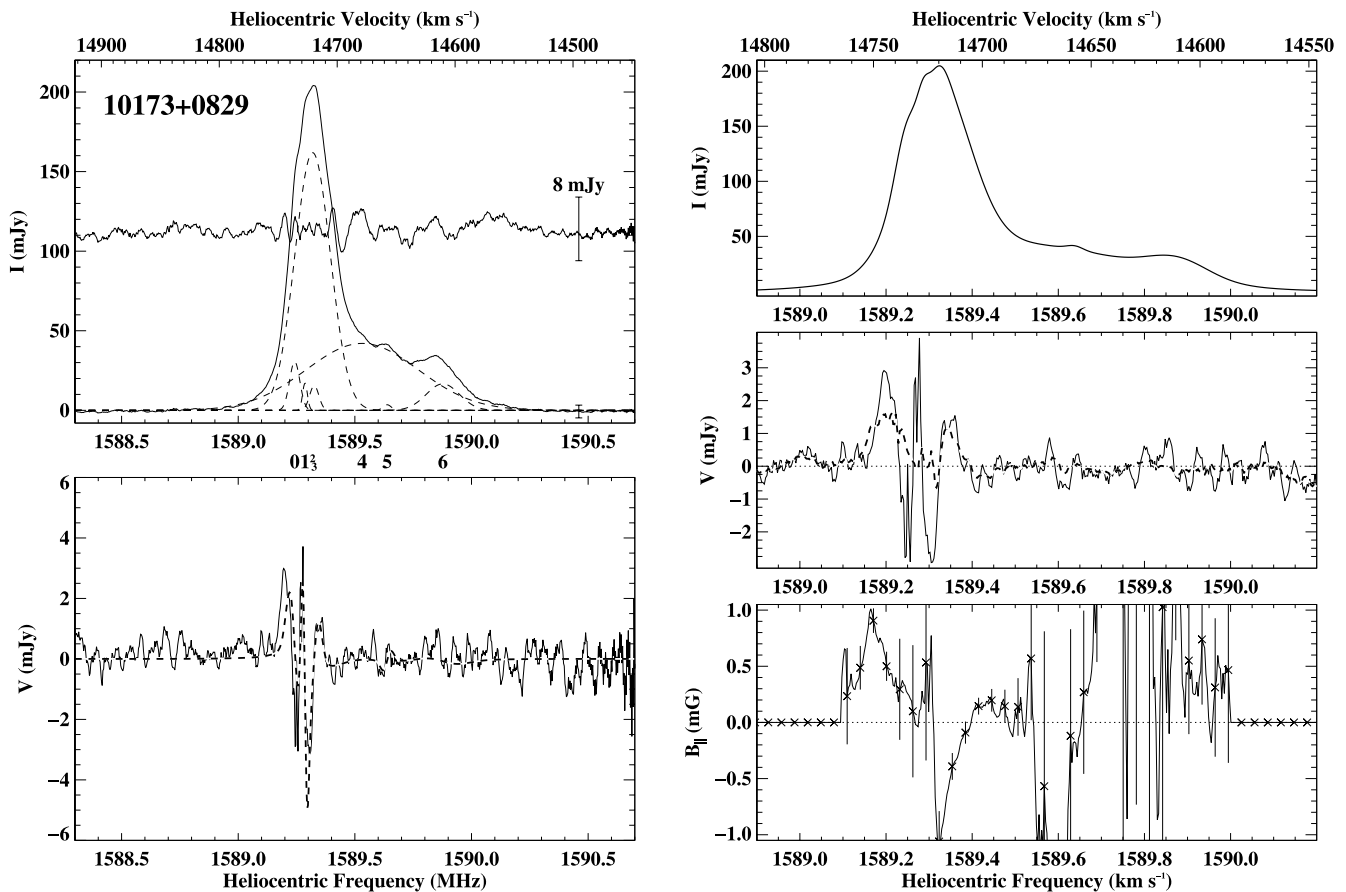 Heliocentric Velocity (km s⁻¹)
14900 14800 14700 14600 14500
10173+0829
8 mJy
I (mJy)
200
150
100
50
0
1588.5 1589.0 1589.5 1590.0 1590.5
0 1 2 3 4 5 6
V (mJy)
6
4
2
0
−2
−4
−6
1588.5 1589.0 1589.5 1590.0 1590.5
Heliocentric Frequency (MHz)
Heliocentric Velocity (km s⁻¹)
14800 14750 14700 14650 14600 14550
I (mJy)
200
150
100
50
1589.0 1589.2 1589.4 1589.6 1589.8 1590.0
V (mJy)
3
2
1
0
−1
−2
1589.0 1589.2 1589.4 1589.6 1589.8 1590.0
B|| (mG)
1.0
0.5
0.0
−0.5
−1.0
1589.0 1589.2 1589.4 1589.6 1589.8 1590.0
Heliocentric Frequency (km s⁻¹)